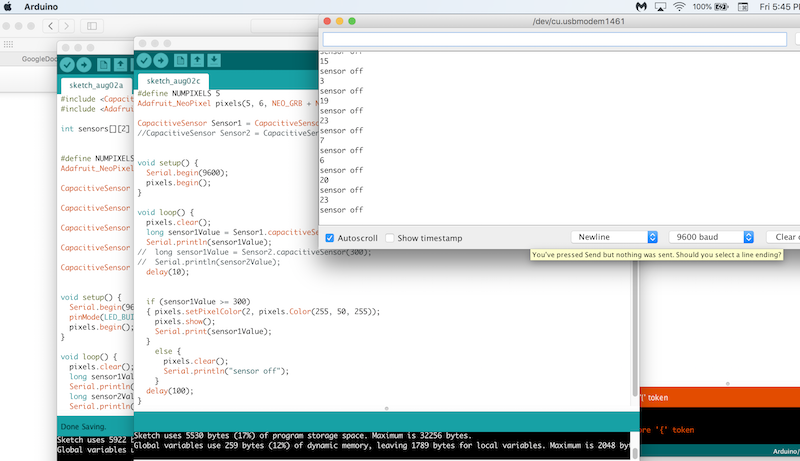 Arduino
100%
Fri 5:45 P
GoogleDoc
sketch_aug02a
#include <Capac
#include <Adafru
int sensors[][2]
#define NUMPIXEL
Adafruit_NeoPixe
CapacitiveSensor
CapacitiveSensor
CapacitiveSensor
CapacitiveSensor
CapacitiveSensor
void setup() {
Serial.begin(96
pinMode(LED_BUI
}
void loop() {
pixels.clear();
long sensor1Val
Serial.println(
long sensor2Val
Serial.println(
Done Saving.
Sketch uses 5922 b
Global variables u
sketch_aug02c
#define NUMPIXELS 5
Adafruit_NeoPixel pixels(5, 6, NEO_GRB + N
CapacitiveSensor Sensor1 = CapacitiveSenso
//CapacitiveSensor Sensor2 = CapacitiveSen
void setup() {
Serial.begin(9600);
pixels.begin();
}
void loop() {
pixels.clear();
long sensor1Value = Sensor1.capacitiveSe
Serial.println(sensor1Value);
// long sensor1Value = Sensor2.capacitiveSensor(300);
// Serial.println(sensor2Value);
delay(10);
if (sensor1Value >= 300)
{ pixels.setPixelColor(2, pixels.Color(255, 50, 255));
pixels.show();
Serial.print(sensor1Value);
}
else {
pixels.clear();
Serial.println("sensor off");
}
delay(100);
}
Sketch uses 5530 bytes (17%) of program storage space. Maximum is 32256 bytes.
Global variables use 259 bytes (12%) of dynamic memory, leaving 1789 bytes for local variables. Maximum is 2048 byt
/dev/cu.usbmodem1461
sensor off
15
sensor off
3
sensor off
19
sensor off
23
sensor off
7
sensor off
6
sensor off
20
sensor off
23
sensor off
Autoscroll
Show timestamp
Newline
9600 baud
Clear o
You've pressed Send but nothing was sent. Should you select a line ending?
'{' token
ore '{' token
Arduino/